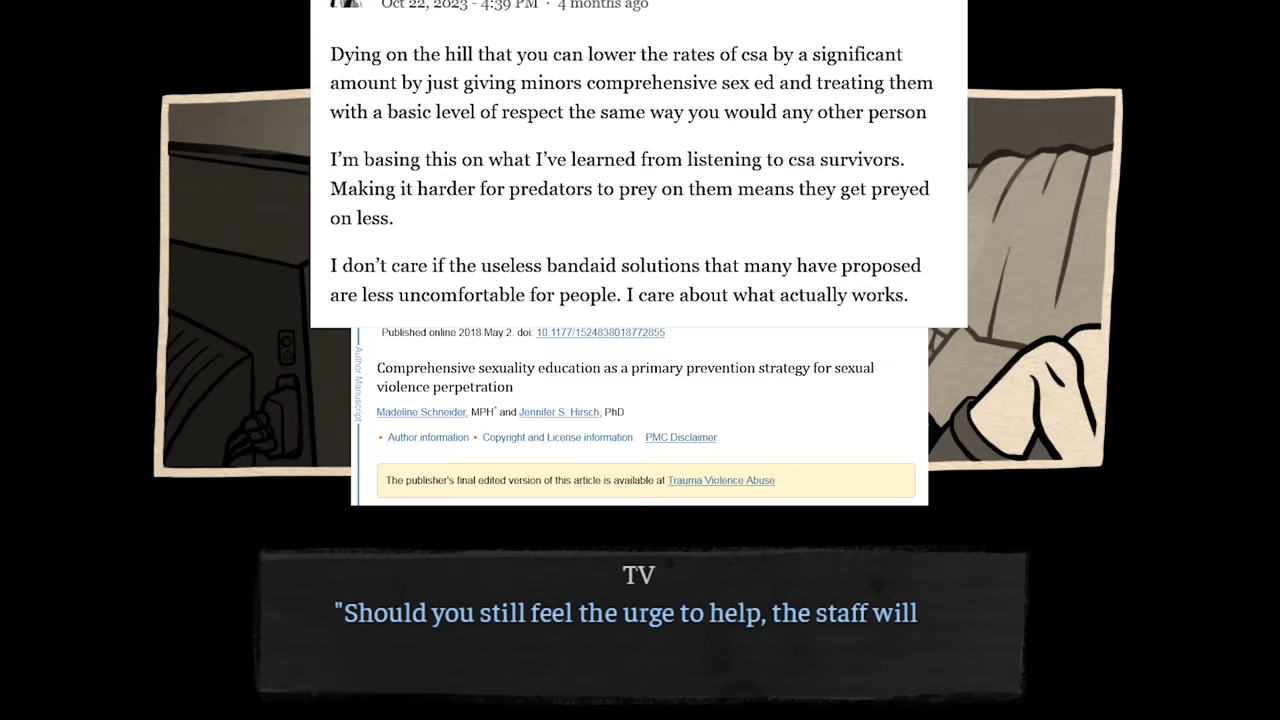 Oct 22, 2023 - 4:39 PM · 4 months ago
Dying on the hill that you can lower the rates of csa by a significant
amount by just giving minors comprehensive sex ed and treating them
with a basic level of respect the same way you would any other person
I'm basing this on what I've learned from listening to csa survivors.
Making it harder for predators to prey on them means they get preyed
on less.
I don't care if the useless bandaid solutions that many have proposed
are less uncomfortable for people. I care about what actually works.
Published online 2018 May 2. doi: 10.1177/1524838018772855
Author Manuscript
Comprehensive sexuality education as a primary prevention strategy for sexual
violence perpetration
Madeline Schneider, MPH* and Jennifer S. Hirsch, PhD
▸ Author information ▸ Copyright and License information PMC Disclaimer
The publisher's final edited version of this article is available at Trauma Violence Abuse
TV
"Should you still feel the urge to help, the staff will